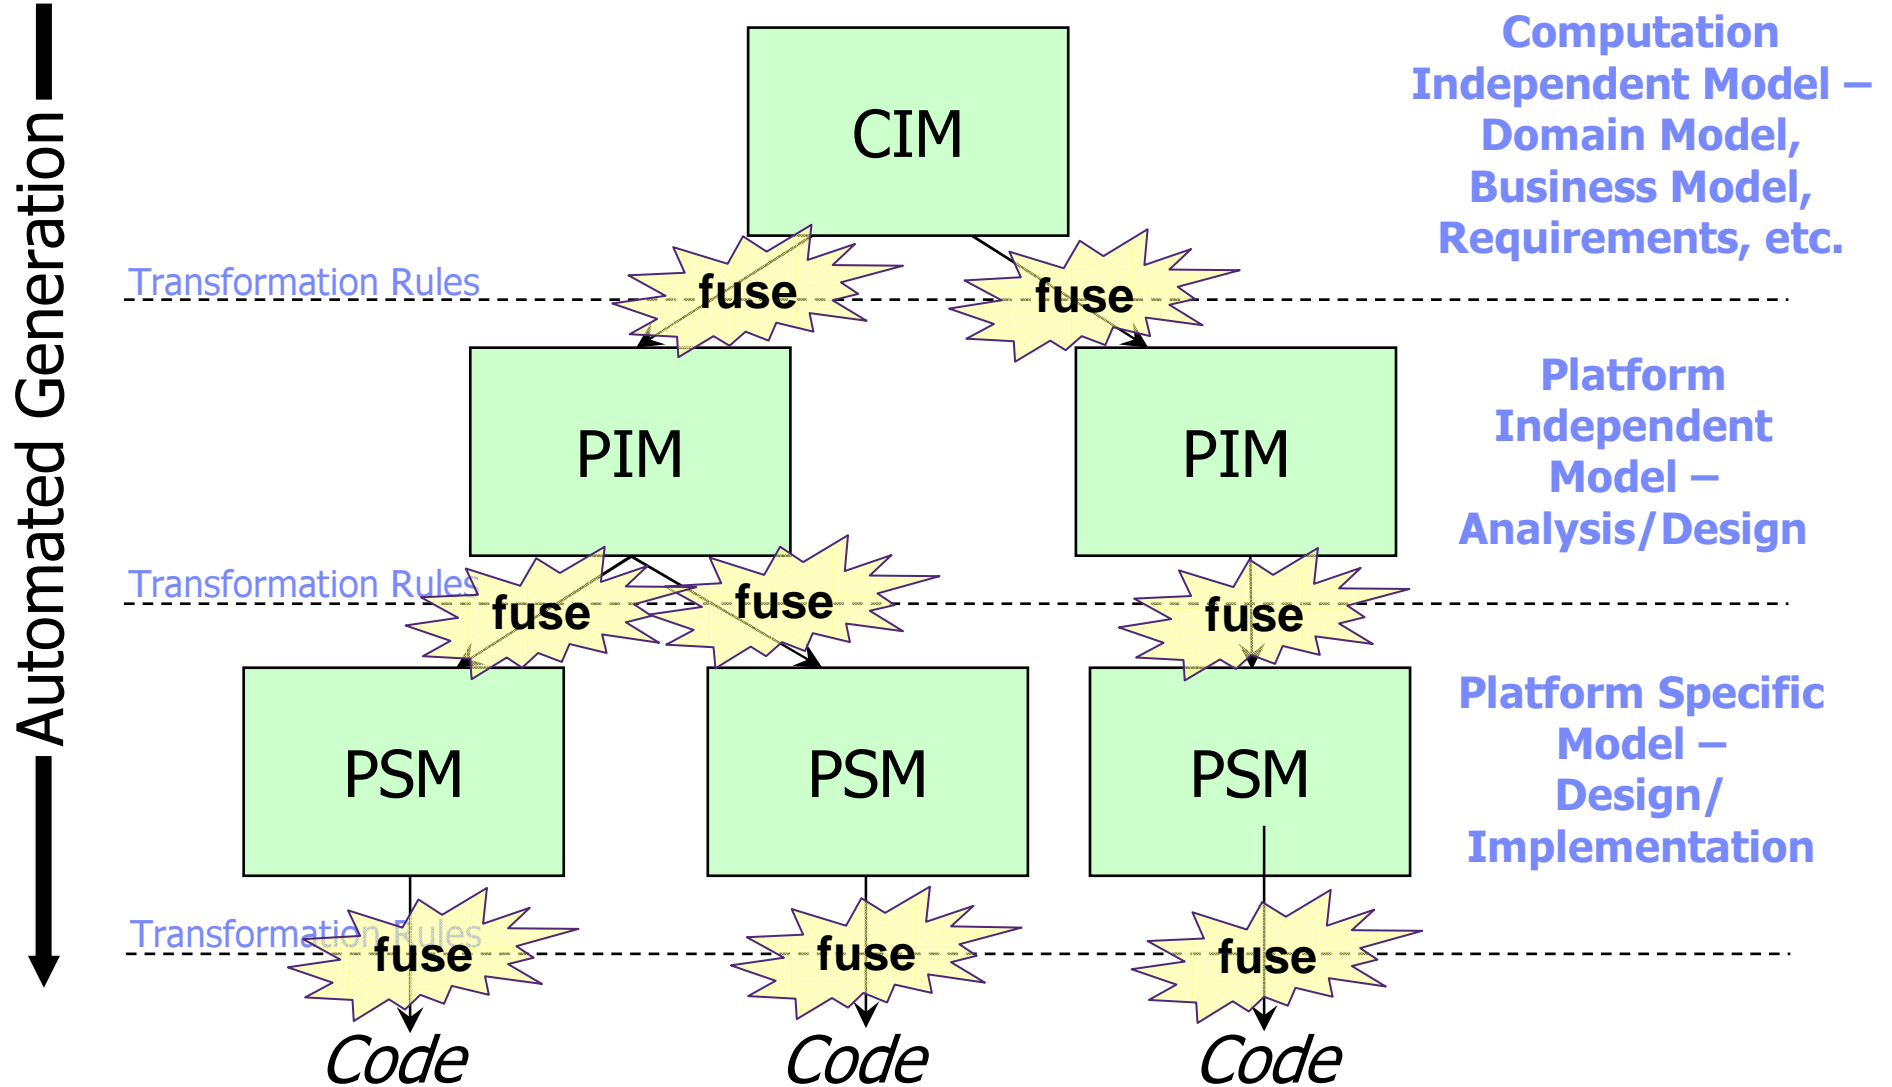 Automated Generation
CIM
Computation
Independent Model –
Domain Model,
Business Model,
Requirements, etc.
Transformation Rules
fuse
fuse
PIM
PIM
Platform
Independent
Model –
Analysis/Design
Transformation Rules
fuse
fuse
fuse
PSM
PSM
PSM
Platform Specific
Model –
Design/
Implementation
Transformation Rules
fuse
fuse
fuse
Code
Code
Code